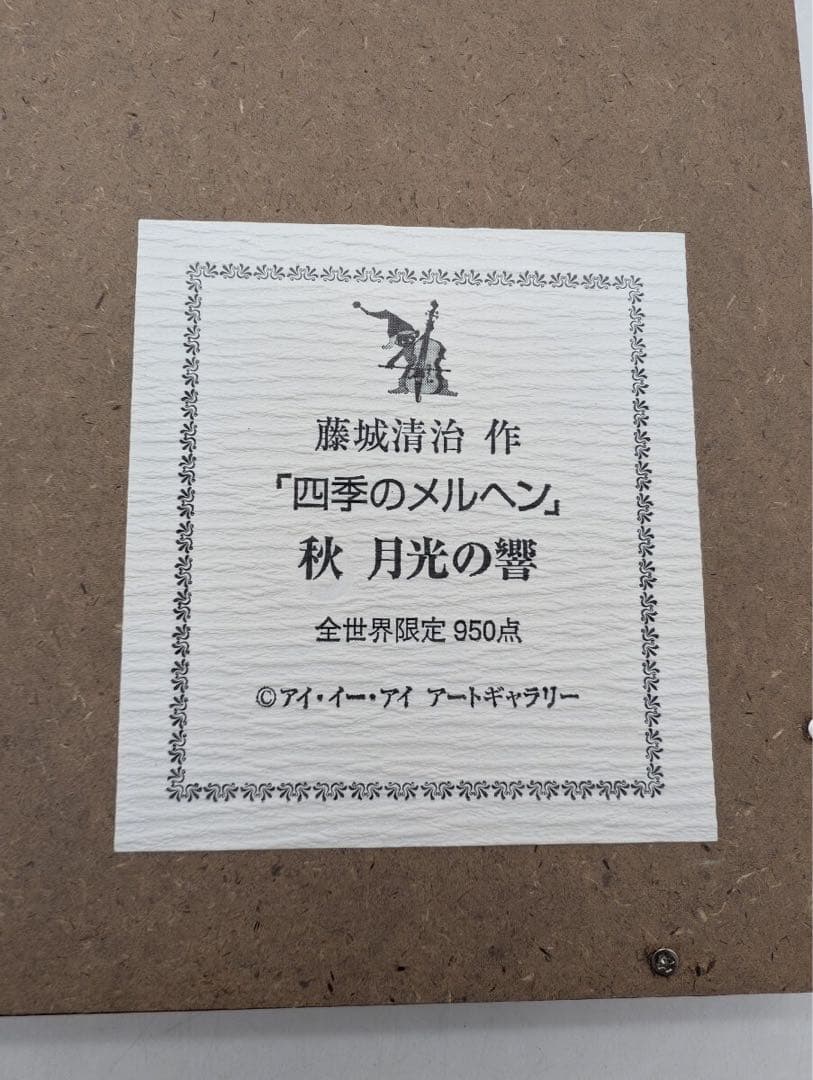 藤城清治 作
「四季のメルヘン」
秋 月光の響
全世界限定 950点
©アイ・イー・アイ アートギャラリー